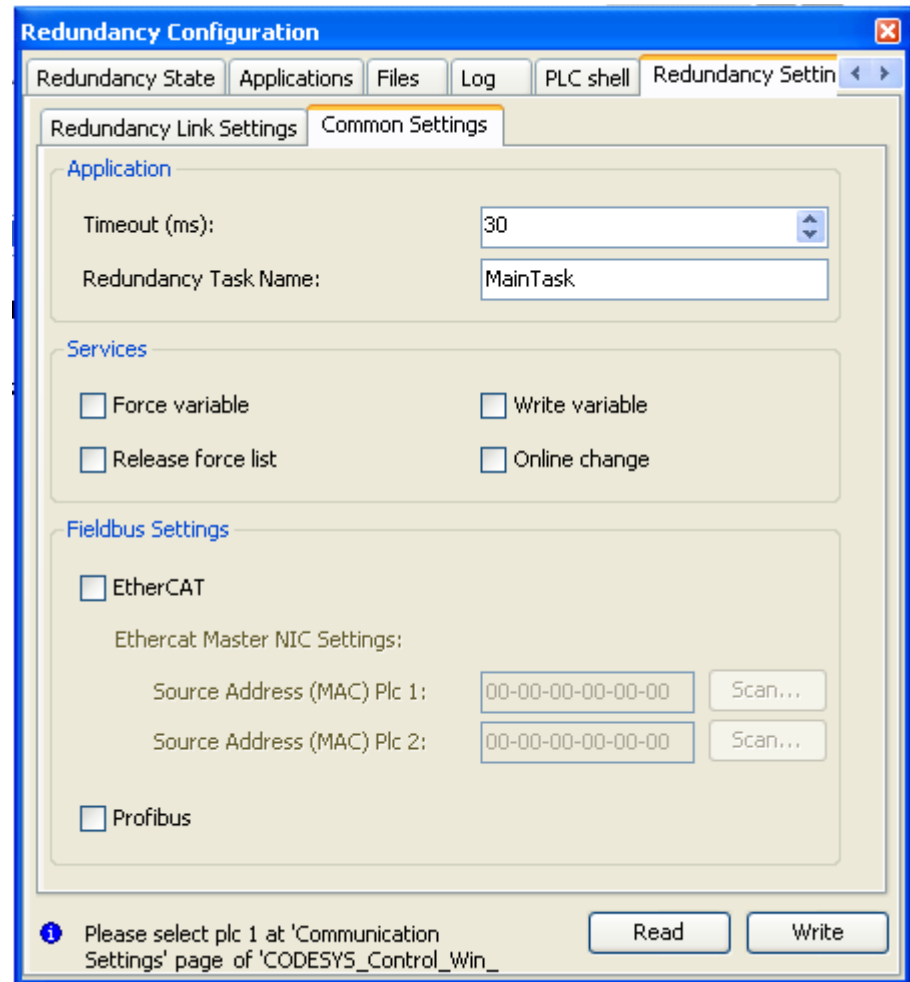 Redundancy Configuration
Redundancy State Applications Files Log PLC shell Redundancy Settin
Redundancy Link Settings Common Settings
Application
Timeout (ms): 30
Redundancy Task Name: MainTask
Services
Force variable Write variable
Release force list Online change
Fieldbus Settings
EtherCAT
Ethercat Master NIC Settings:
Source Address (MAC) Plc 1: 00-00-00-00-00-00 Scan...
Source Address (MAC) Plc 2: 00-00-00-00-00-00 Scan...
Profibus
Please select plc 1 at 'Communication
Settings' page of 'CODESYS_Control_Win_
Read Write